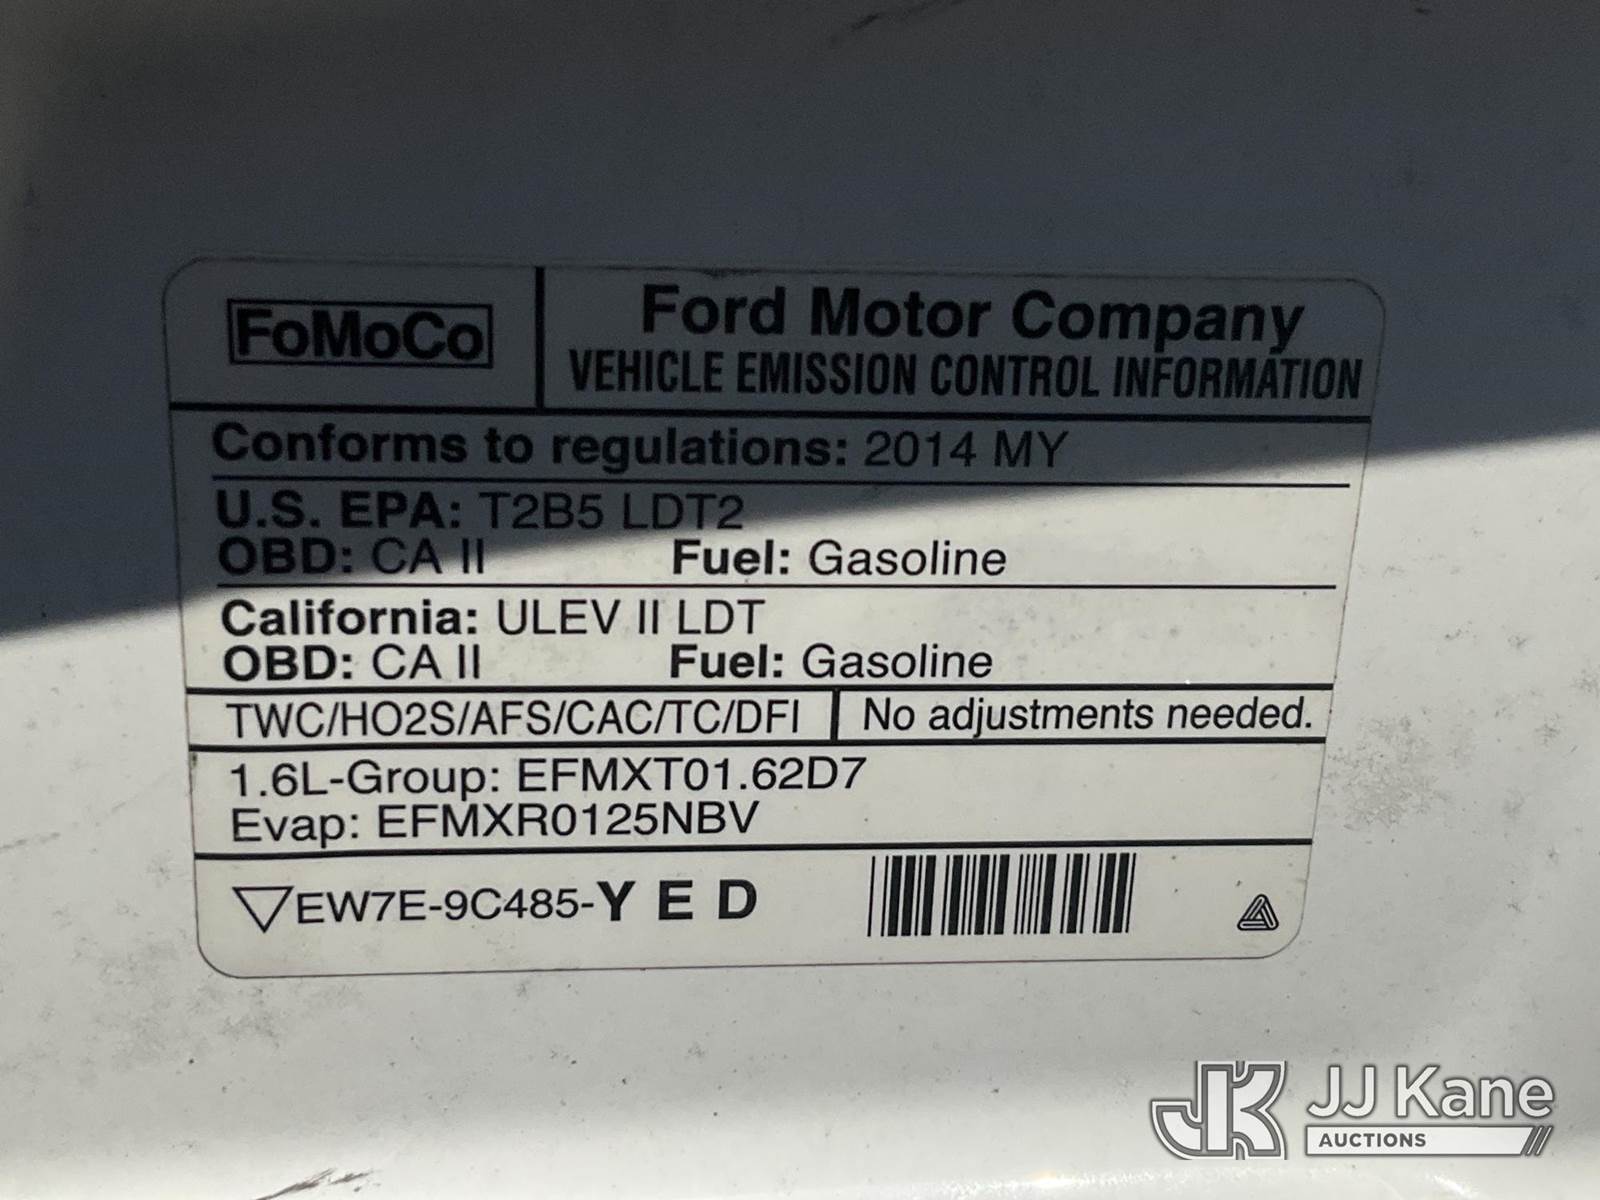 FoMoCo
Ford Motor Company
VEHICLE EMISSION CONTROL INFORMATION
Conforms to regulations: 2014 MY
U.S. EPA: T2B5 LDT2
OBD: CA II Fuel: Gasoline
California: ULEV II LDT
OBD: CA II Fuel: Gasoline
TWC/HO2S/AFS/CAC/TC/DFI No adjustments needed.
1.6L-Group: EFMXT01.62D7
Evap: EFMXR0125NBV
EW7E-9C485-Y E D
JK JJ Kane
AUCTIONS